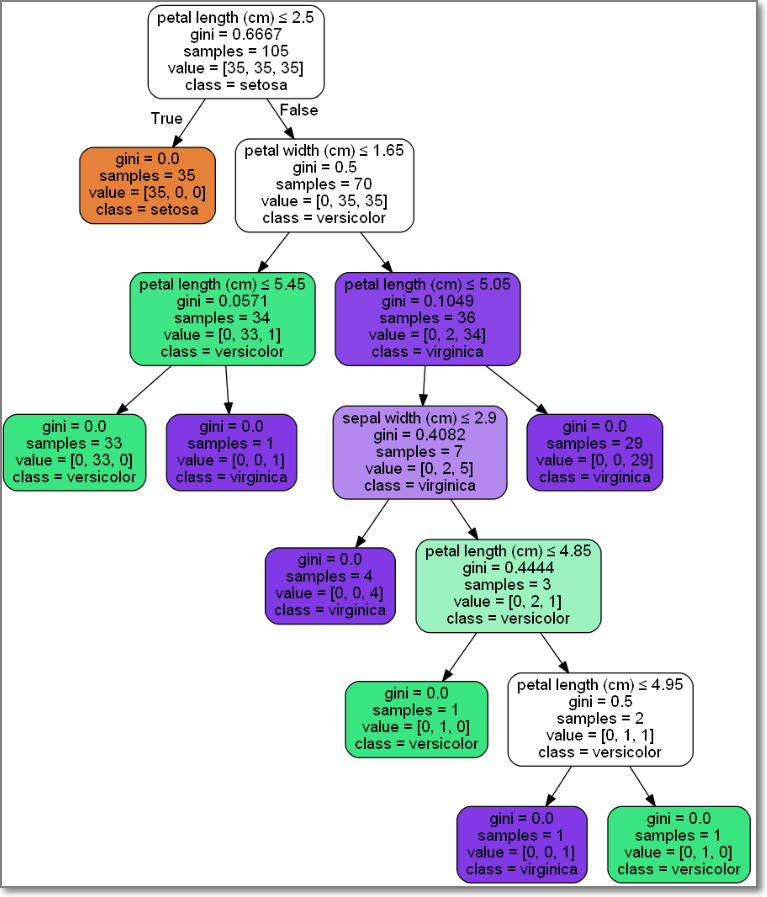 petal length (cm) ≤ 2.5
gini = 0.6667
samples = 105
value = [35, 35, 35]
class = setosa
True
False
gini = 0.0
samples = 35
value = [35, 0, 0]
class = setosa
petal width (cm) ≤ 1.65
gini = 0.5
samples = 70
value = [0, 35, 35]
class = versicolor
petal length (cm) ≤ 5.45
gini = 0.0571
samples = 34
value = [0, 33, 1]
class = versicolor
petal length (cm) ≤ 5.05
gini = 0.1049
samples = 36
value = [0, 2, 34]
class = virginica
gini = 0.0
samples = 33
value = [0, 33, 0]
class = versicolor
gini = 0.0
samples = 1
value = [0, 0, 1]
class = virginica
sepal width (cm) ≤ 2.9
gini = 0.4082
samples = 7
value = [0, 2, 5]
class = virginica
gini = 0.0
samples = 29
value = [0, 0, 29]
class = virginica
gini = 0.0
samples = 4
value = [0, 0, 4]
class = virginica
petal length (cm) ≤ 4.85
gini = 0.4444
samples = 3
value = [0, 2, 1]
class = versicolor
gini = 0.0
samples = 1
value = [0, 1, 0]
class = versicolor
petal length (cm) ≤ 4.95
gini = 0.5
samples = 2
value = [0, 1, 1]
class = versicolor
gini = 0.0
samples = 1
value = [0, 0, 1]
class = virginica
gini = 0.0
samples = 1
value = [0, 1, 0]
class = versicolor